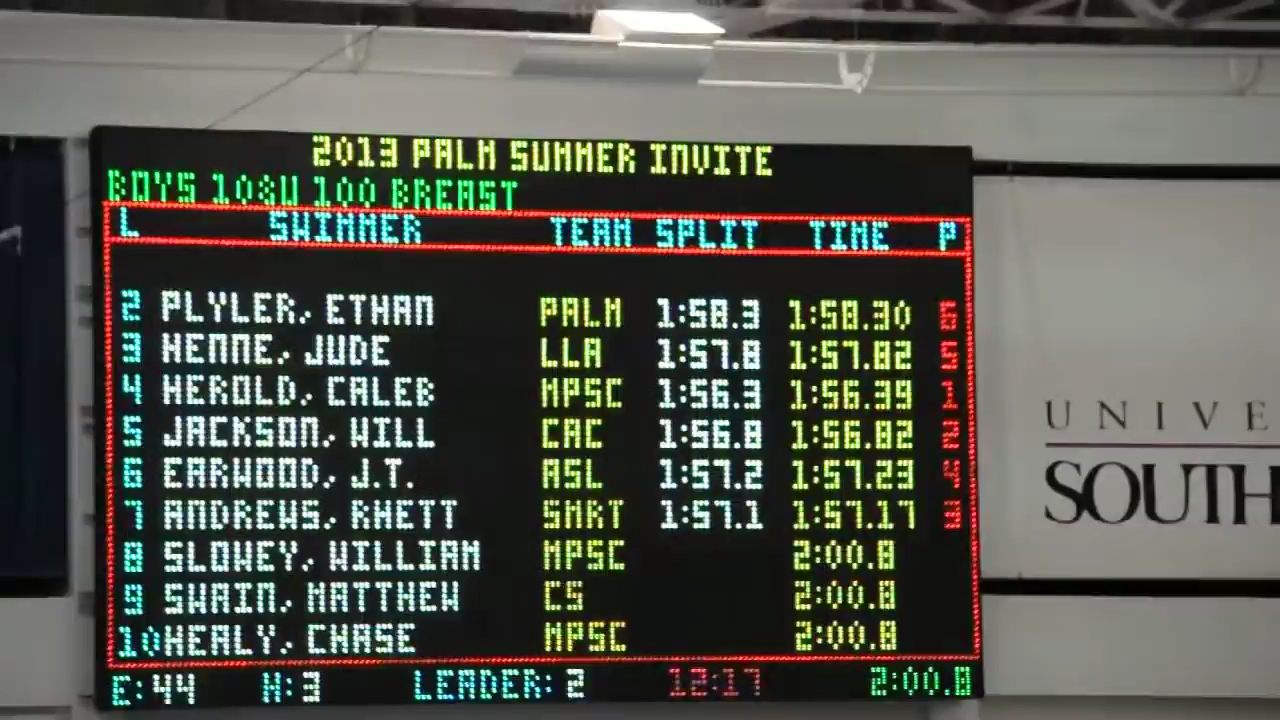 2013 PALM SUMMER INVITE
BOYS 10&U 100 BREAST
L SWIMMER TEAM SPLIT TIME P
2 PLYLER, ETHAN PALM 1:58.3 1:58.30 6
3 HENNE, JUDE LLA 1:57.8 1:57.82 5
4 HEROLD, CALEB MPSC 1:56.3 1:56.39 1
5 JACKSON, WILL CAC 1:56.8 1:56.82 2
6 EARWOOD, J.T. ASL 1:57.2 1:57.23 4
7 ANDREWS, RHETT SMRT 1:57.1 1:57.17 3
8 SLOWEY, WILLIAM MPSC 2:00.8
9 SWAIN, MATTHEW CS 2:00.8
10 HEALY, CHASE MPSC 2:00.8
E:44 H:3 LEADER:2 12:17 2:00.8
UNIVE
SOUTH